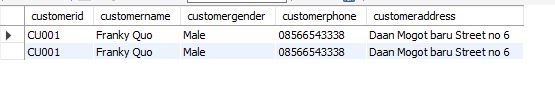 customerid customername customergender customerphone customeraddress
CU001 Franky Quo Male 08566543338 Daan Mogot baru Street no 6
CU001 Franky Quo Male 08566543338 Daan Mogot baru Street no 6